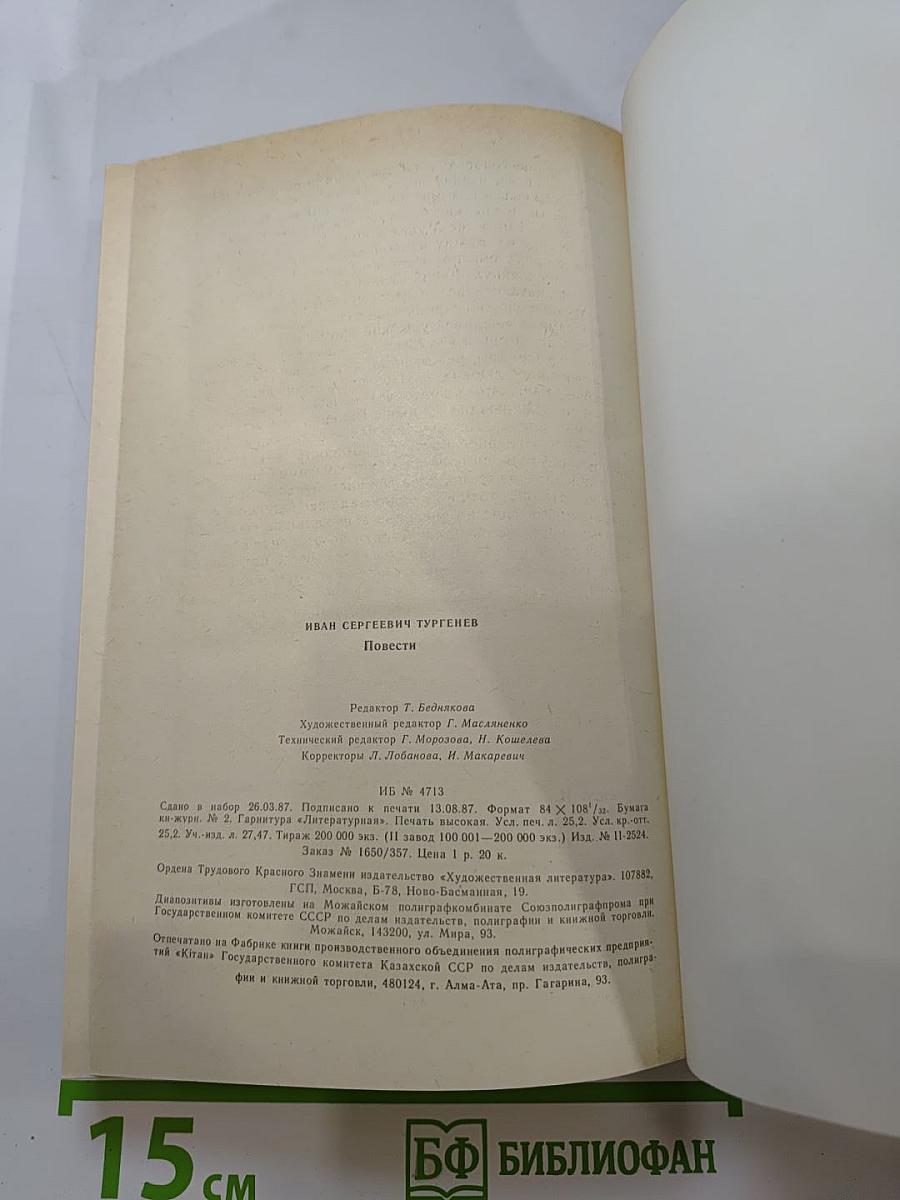 ИВАН СЕРГЕЕВИЧ ТУРГЕНЕВ
Повести
Редактор Т. Беднякова
Художественный редактор Г. Масляненко
Технический редактор Г. Морозова, Н. Кошелева
Корректоры Л. Лобанова, И. Макаревич
ИБ № 4713
Сдано в набор 26.03.87. Подписано к печати 13.08.87. Формат 84 × 108¹/₃₂. Бумага
кн-журн. № 2. Гарнитура «Литературная». Печать высокая. Усл. печ. л. 25,2. Усл. кр.-отт.
25,2. Уч.-изд. л. 27,47. Тираж 200 000 экз. (II завод 100 001—200 000 экз.) Изд. № II-2524.
Заказ № 1650/357. Цена 1 р. 20 к.
Ордена Трудового Красного Знамени издательство «Художественная литература». 107882,
ГСП, Москва, Б-78, Ново-Басманная, 19.
Диапозитивы изготовлены на Можайском полиграфкомбинате Союзполиграфпрома при
Государственном комитете СССР по делам издательств, полиграфии и книжной торговли.
Можайск, 143200, ул. Мира, 93.
Отпечатано на Фабрике книги производственного объединения полиграфических предприя-
тий «Кітап» Государственного комитета Казахской ССР по делам издательств, полигра-
фии и книжной торговли, 480124, г. Алма-Ата, пр. Гагарина, 93.
15 см
БФ БИБЛИОФАН